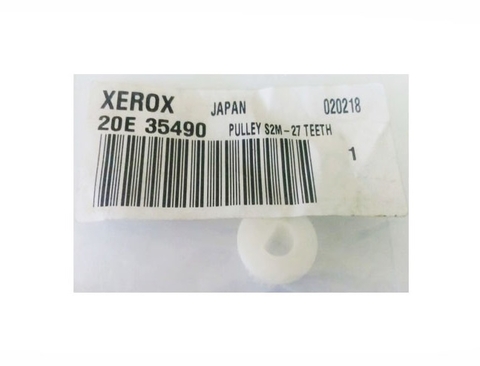 XEROX JAPAN 020218
20E 35490 PULLEY S2M-27 TEETH
1